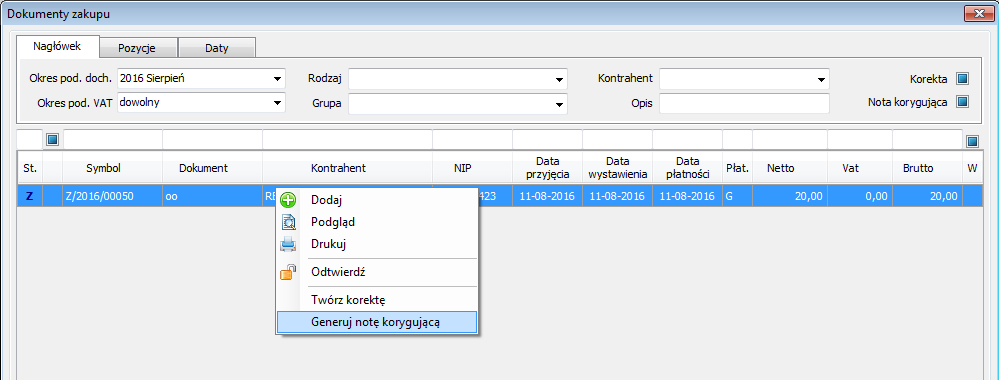 Dokumenty zakupu
Nagłówek Pozycje Daty
Okres pod. doch. 2016 Sierpień Rodzaj Kontrahent Korekta
Okres pod. VAT dowolny Grupa Opis Nota korygująca
St. Symbol Dokument Kontrahent NIP Data przyjęcia Data wystawienia Data płatności Płat. Netto Vat Brutto W
Z Z/2016/00050 oo RE 423 11-08-2016 11-08-2016 11-08-2016 G 20,00 0,00 20,00
Dodaj
Podgląd
Drukuj
Odtwierdź
Twórz korektę
Generuj notę korygującą